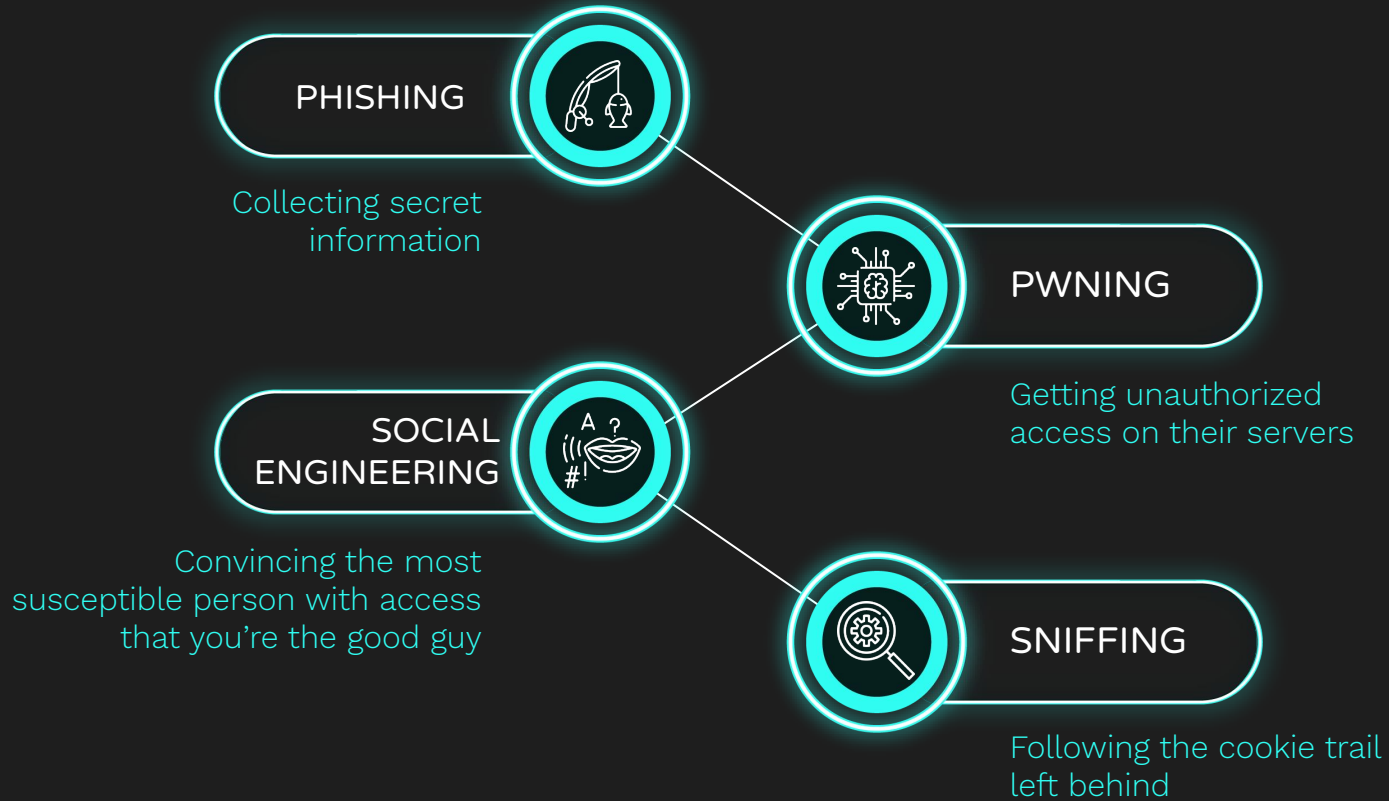 PHISHING
Collecting secret
information
PWNING
Getting unauthorized
access on their servers
A ?
#!
SOCIAL
ENGINEERING
Convincing the most
susceptible person with access
that you're the good guy
SNIFFING
Following the cookie trail
left behind